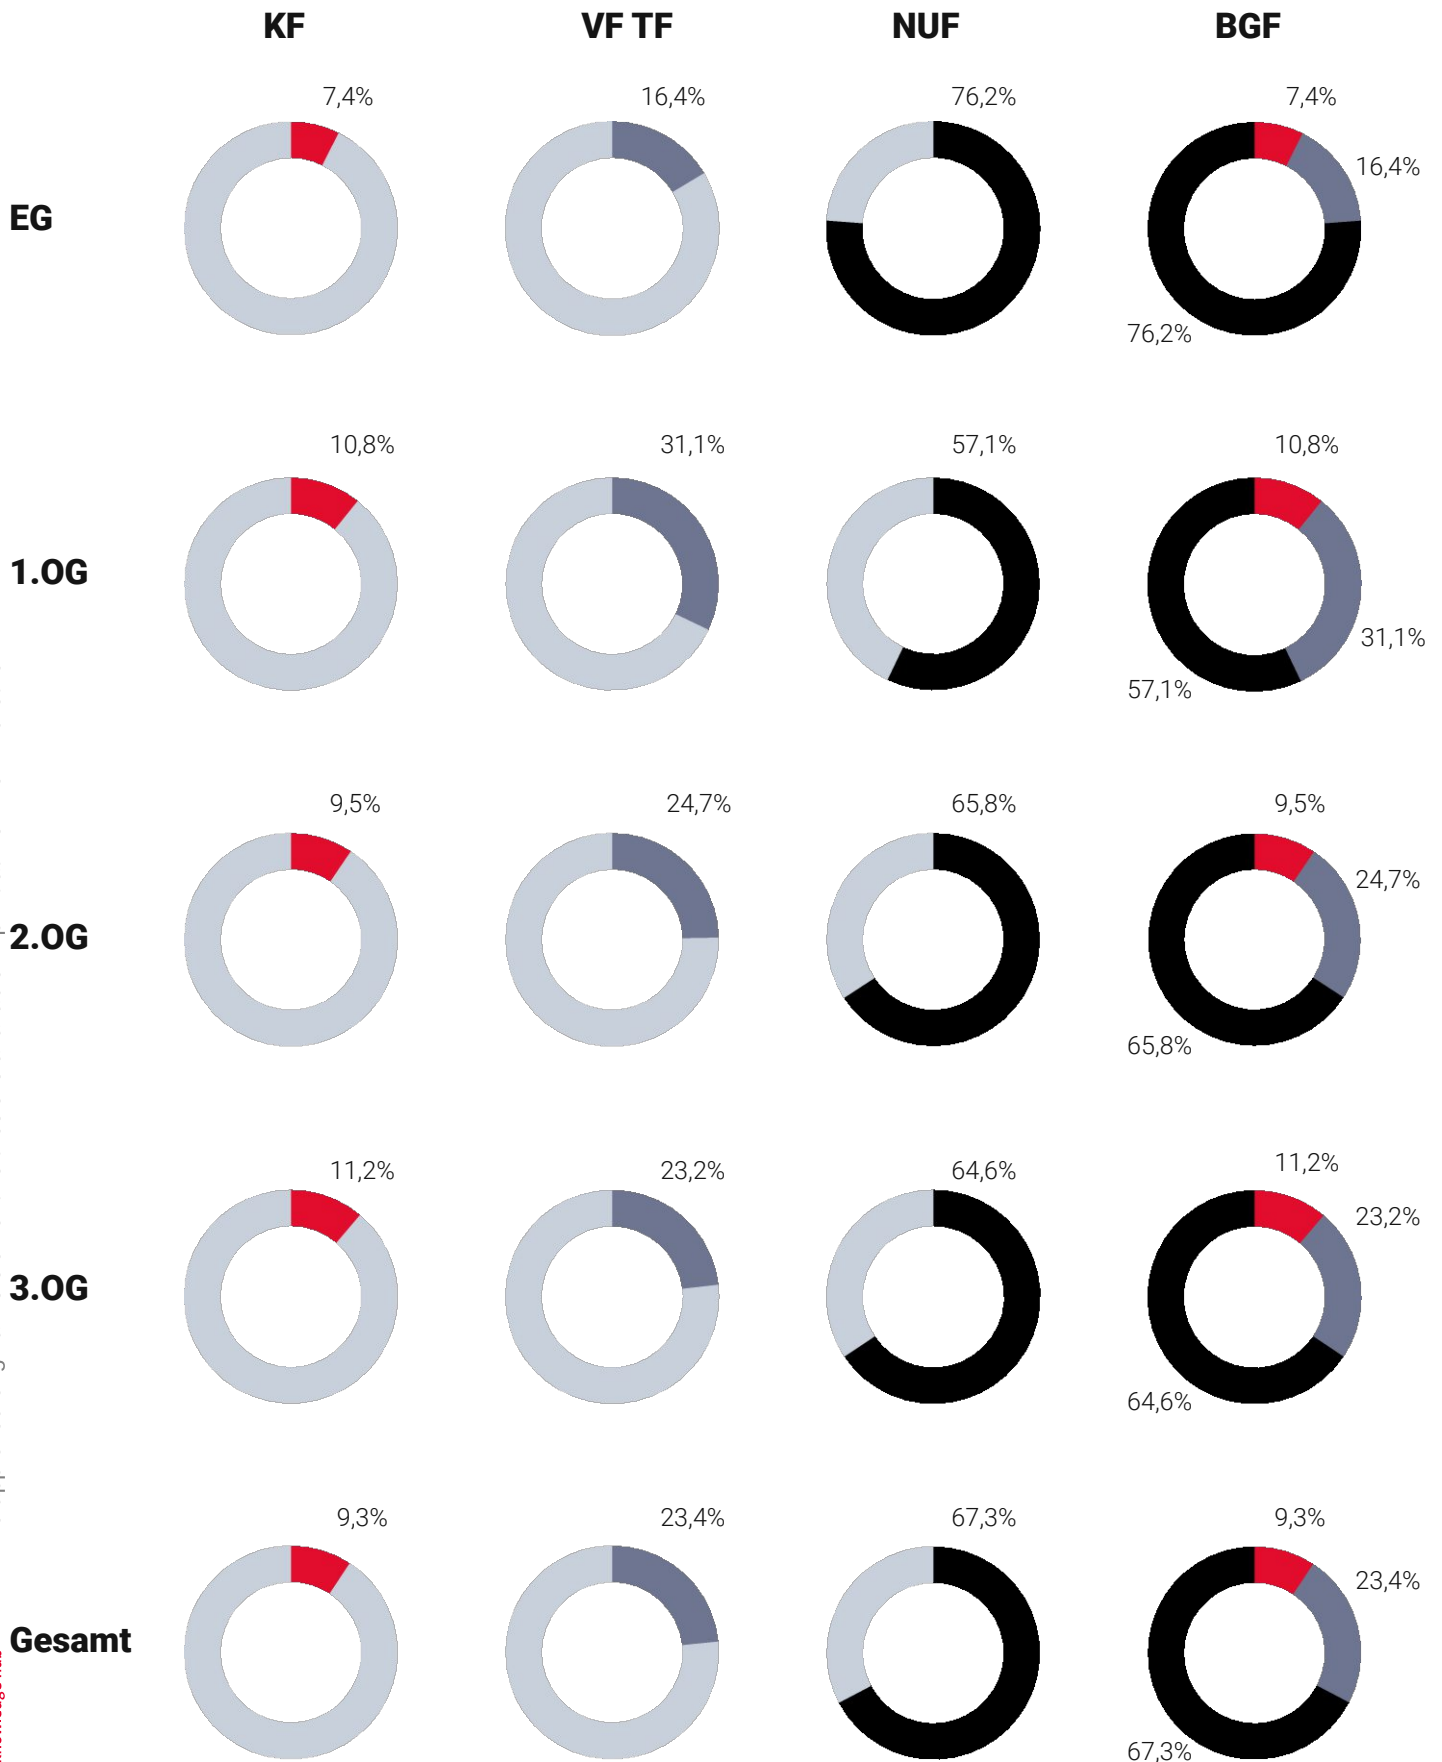 KF VF TF NUF BGF
7,4% 16,4% 76,2% 7,4%
16,4%
EG
76,2%
10,8% 31,1% 57,1% 10,8%
1.OG
31,1%
57,1%
9,5% 24,7% 65,8% 9,5%
24,7%
2.OG
65,8%
11,2% 23,2% 64,6% 11,2%
23,2%
3.OG
64,6%
9,3% 23,4% 67,3% 9,3%
23,4%
Gesamt
67,3%